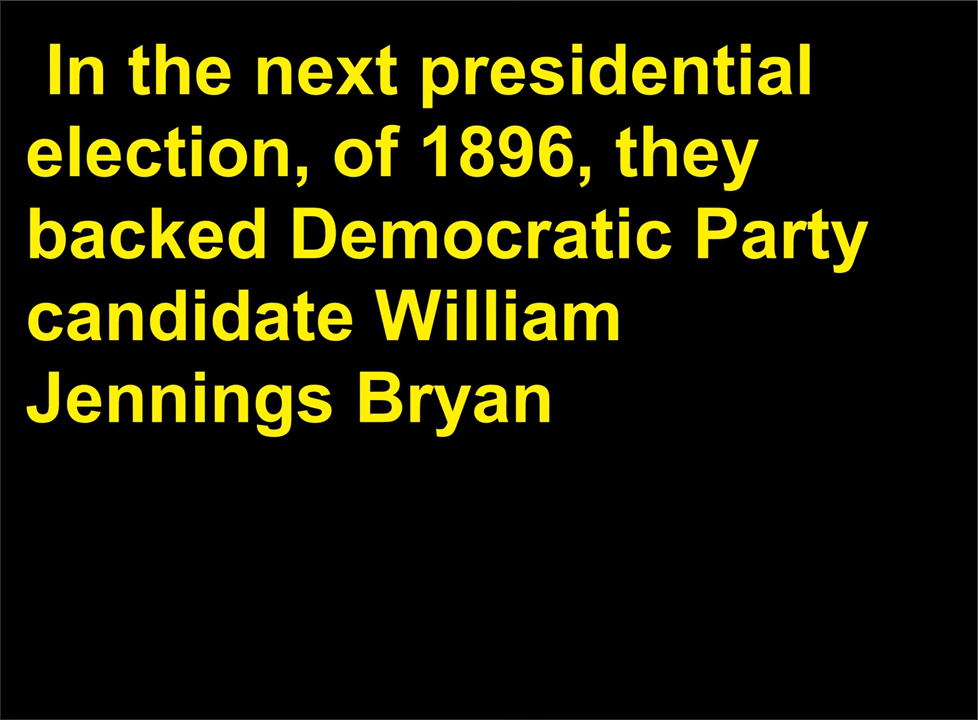 In the next presidential
election, of 1896, they
backed Democratic Party
candidate William
Jennings Bryan